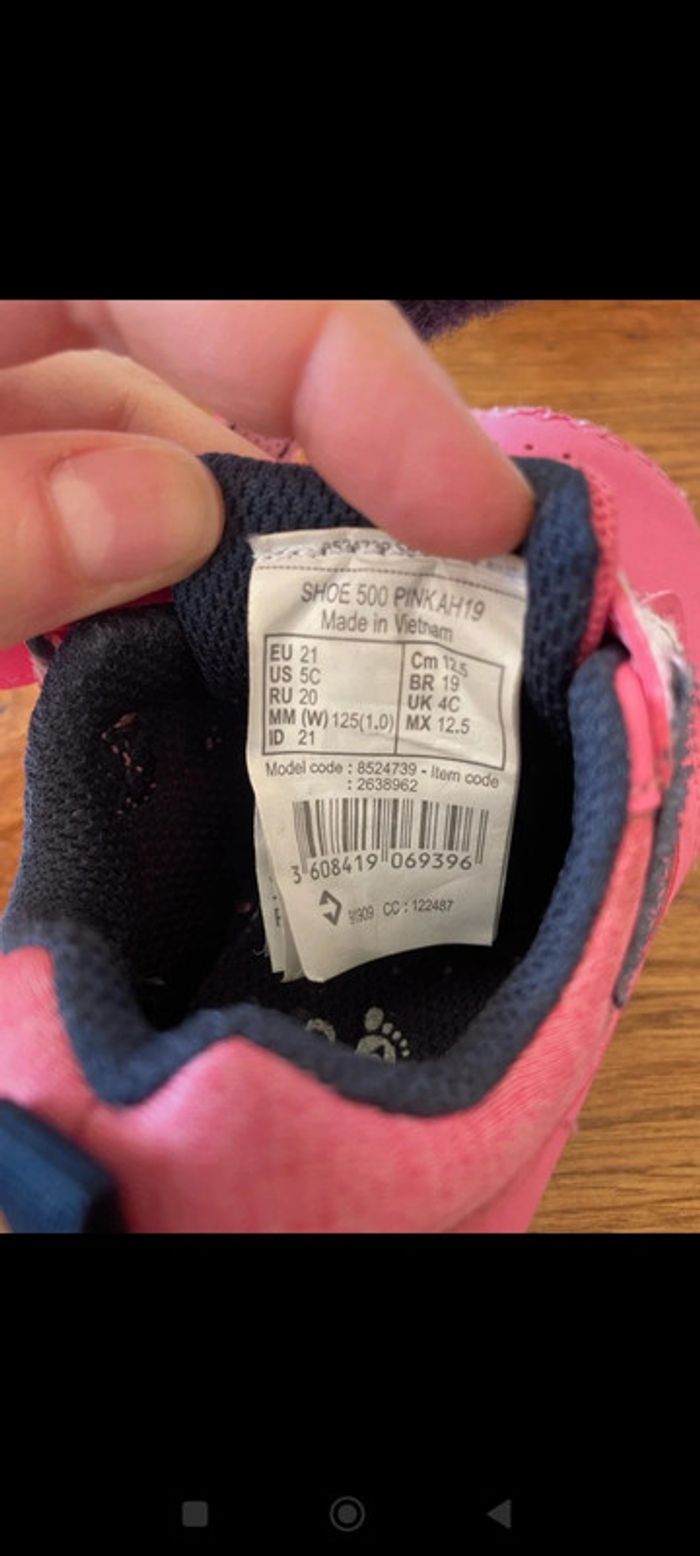 SHOE 500 PINK AH19
Made in Vietnam
EU 21
US 5C
RU 20
MM (W) 125(1.0)
ID 21
Cm 12.5
BR 19
UK 4C
MX 12.5
Model code : 8524739 - Item code
: 2638962
3 608419 069396
CC : 122487